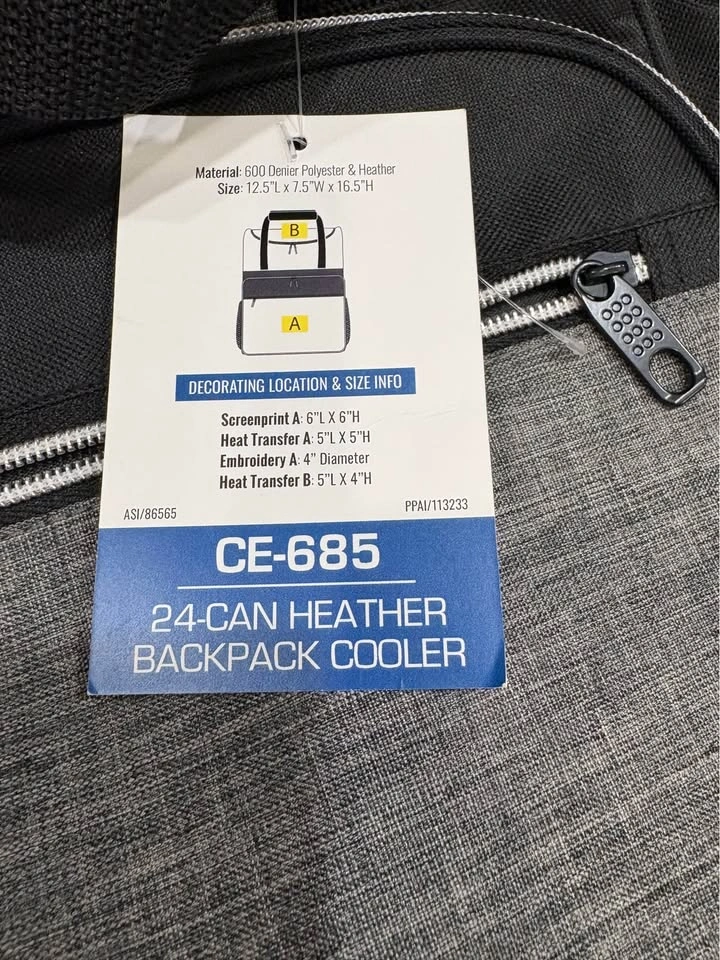 Material: 600 Denier Polyester & Heather
Size: 12.5"L x 7.5"W x 16.5"H
B
A
DECORATING LOCATION & SIZE INFO
Screenprint A: 6"L X 6"H
Heat Transfer A: 5"L X 5"H
Embroidery A: 4" Diameter
Heat Transfer B: 5"L X 4"H
ASI/86565 PPAI/113233
CE-685
24-CAN HEATHER
BACKPACK COOLER